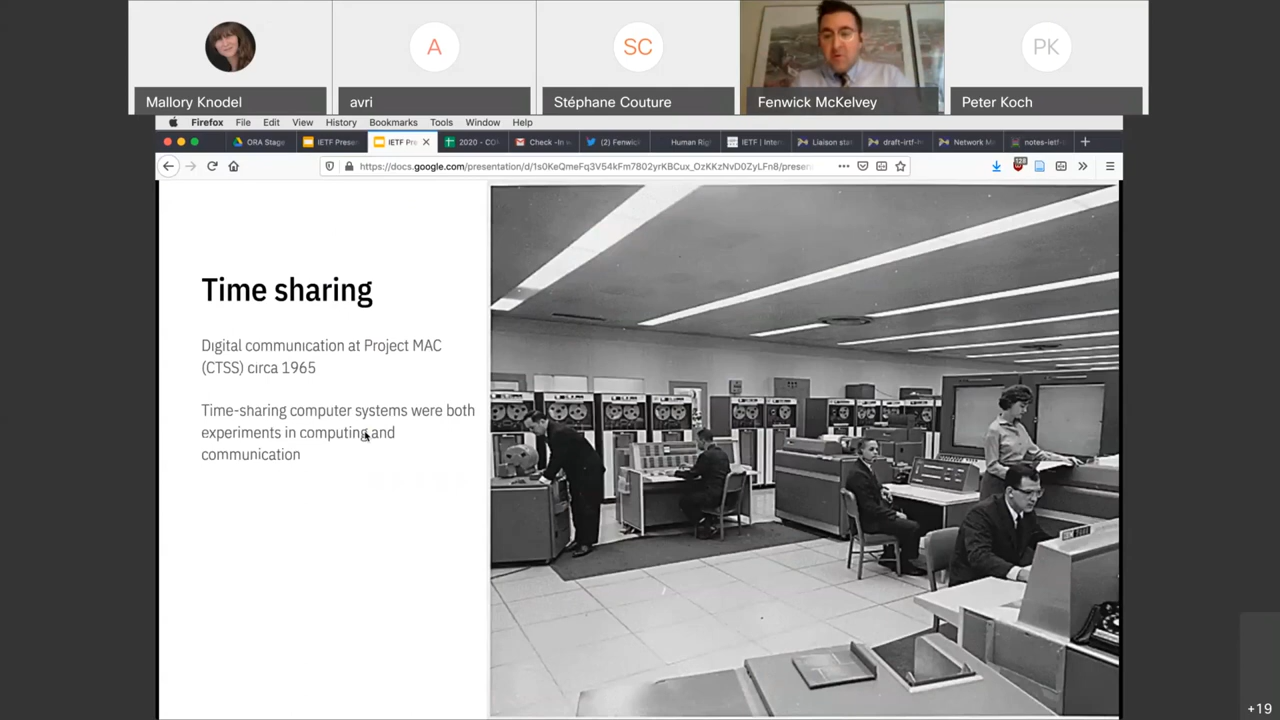 A
SC
PK
Mallory Knodel
avri
Stéphane Couture
Fenwick McKelvey
Peter Koch
Firefox File Edit View History Bookmarks Tools Window Help
ORA Stage
IETF Prese
IETF Pre
2020 - CO
Check -In w
(Fenwick
Human Rig
IETF | Intern
Liaison sta
draft-irtf-h
Network M
notes-ietf-
https://docs.google.com/presentation/d/
Time sharing
Digital communication at Project MAC
(CTSS) circa 1965
Time-sharing computer systems were both
experiments in computing and
communication
+19